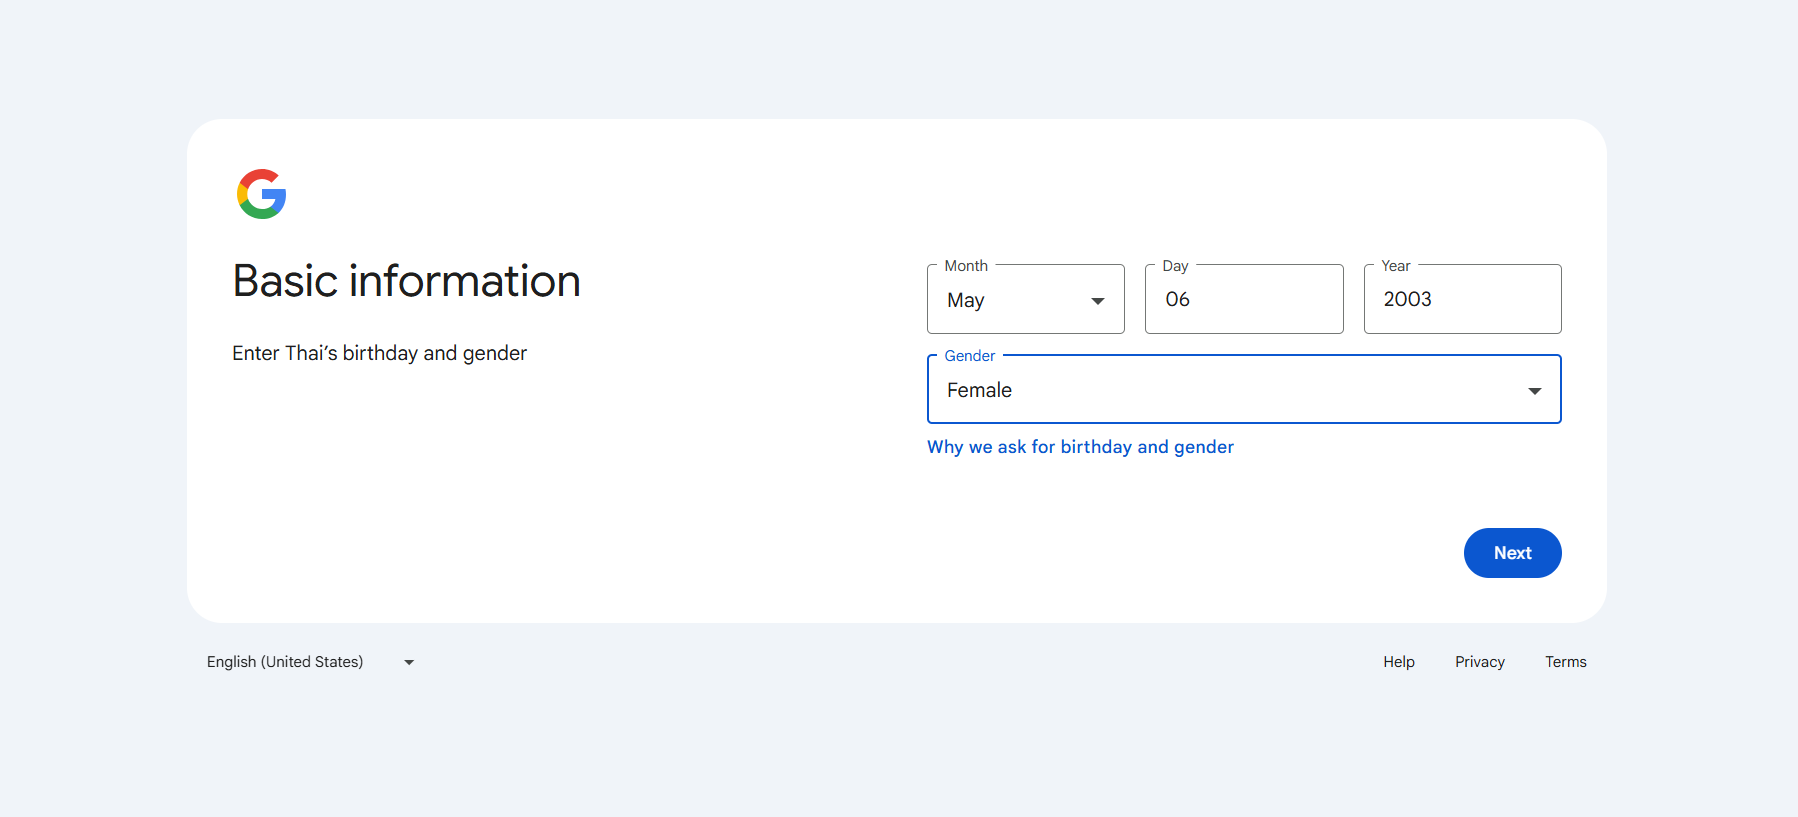 Basic information
Enter Thai’s birthday and gender
Month
May
Day
06
Year
2003
Gender
Female
Why we ask for birthday and gender
Next
English (United States)
Help
Privacy
Terms